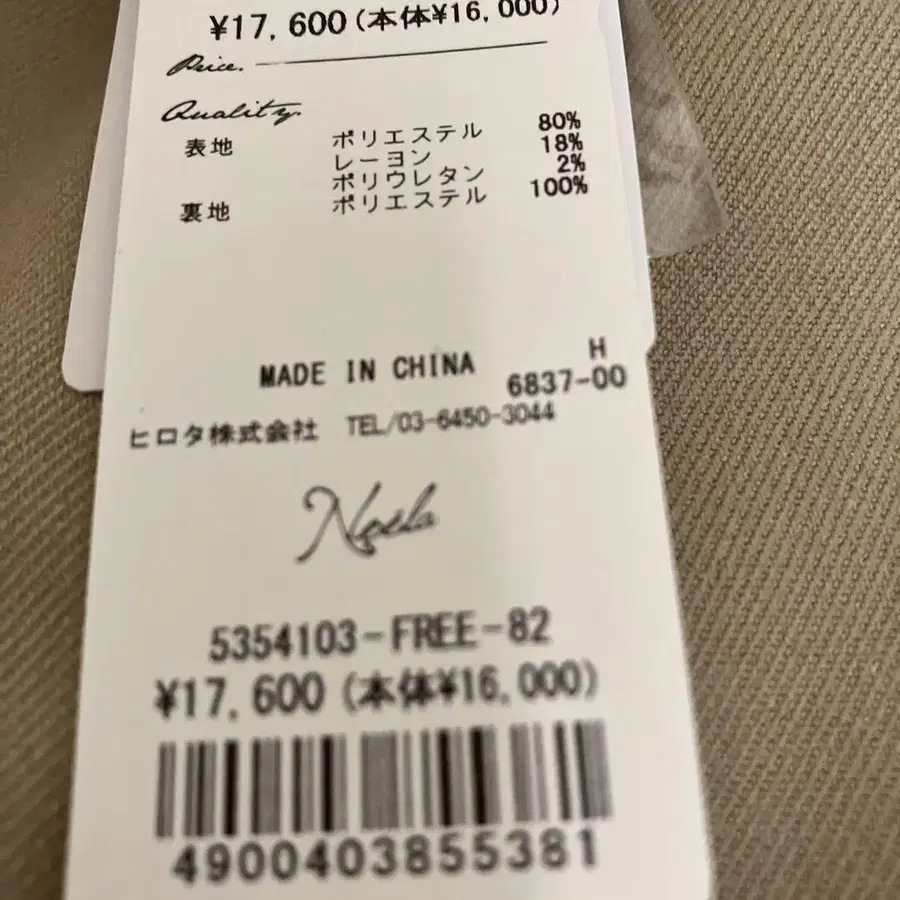 ¥17,600(本体¥16,000)
Price.
Quality.
表地 ポリエステル 80%
レーヨン 18%
ポリウレタン 2%
裏地 ポリエステル 100%
MADE IN CHINA H
6837-00
ヒロタ株式会社 TEL/03-6450-3044
Noela
5354103-FREE-82
¥17,600(本体¥16,000)
4900403855381